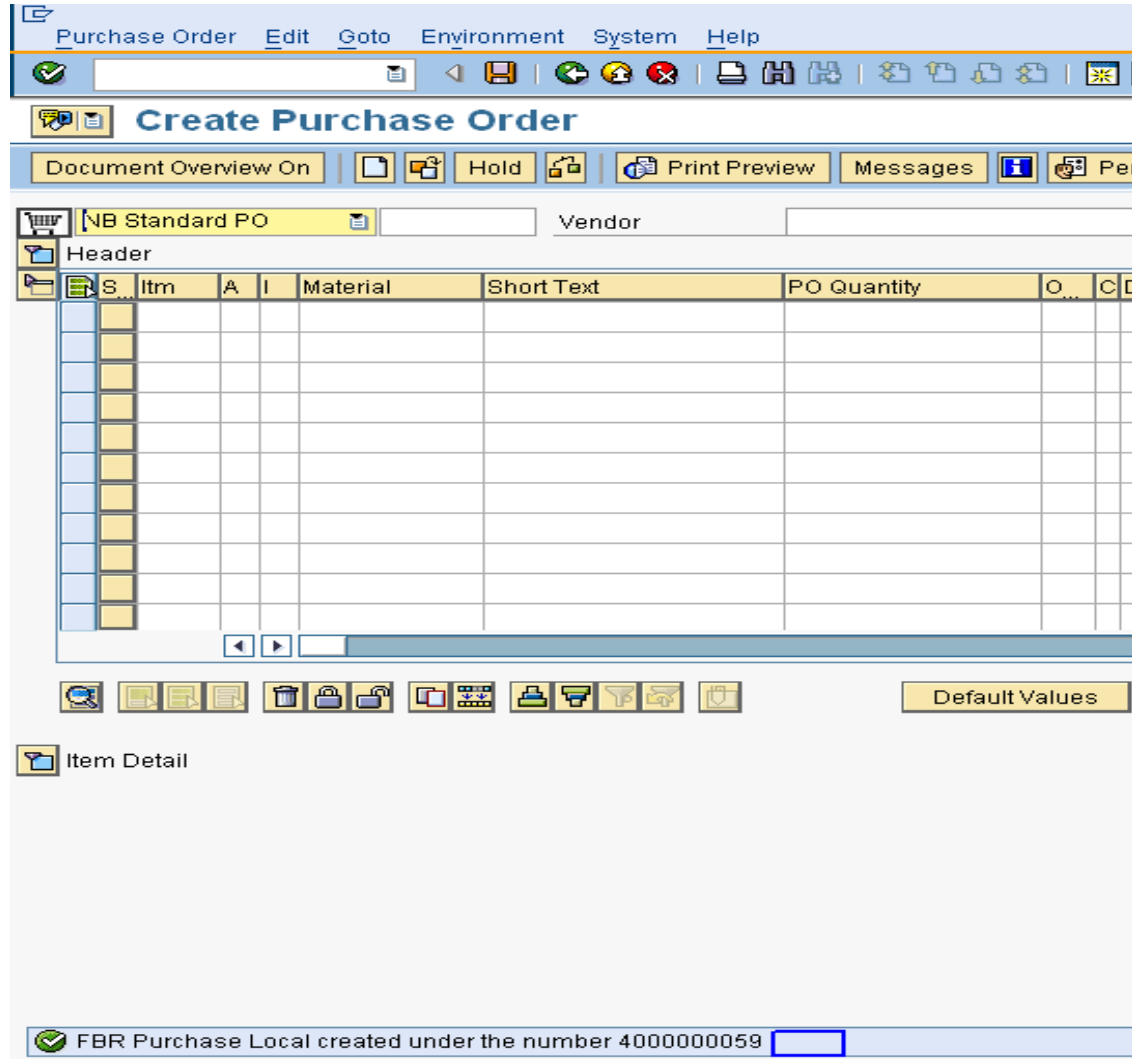 Purchase Order Edit Goto Environment System Help
Create Purchase Order
Document Overview On Hold Print Preview Messages Per
NB Standard PO Vendor
Header
S... Itm A I Material Short Text PO Quantity O... C D
Default Values
Item Detail
FBR Purchase Local created under the number 4000000059